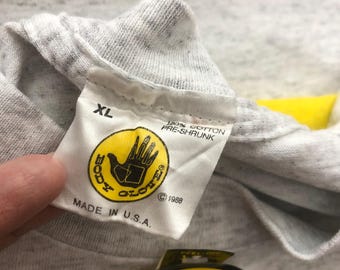 XL
100% COTTON
PRE-SHRUNK
BODY GLOVE
©1988
MADE IN U.S.A.